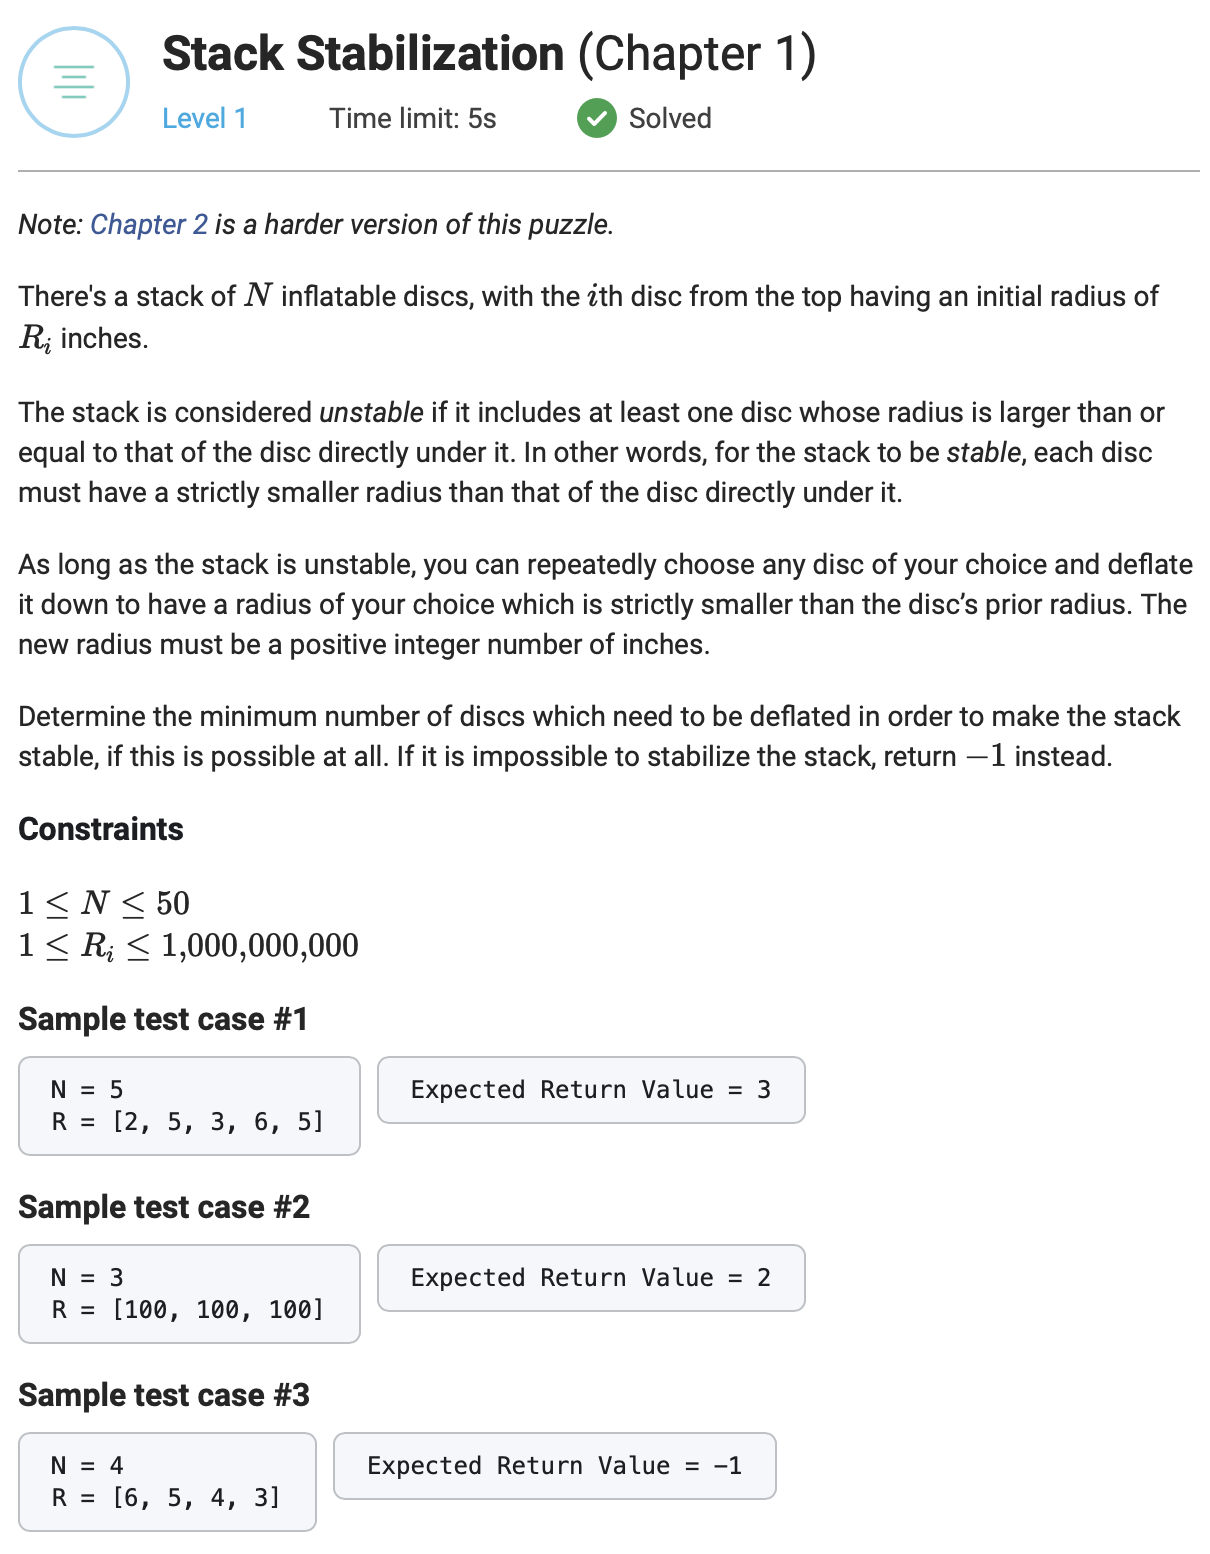 Stack Stabilization (Chapter 1)
Level 1 Time limit: 5s Solved
Note: Chapter 2 is a harder version of this puzzle.
There's a stack of N inflatable discs, with the ith disc from the top having an initial radius of
Rᵢ inches.
The stack is considered unstable if it includes at least one disc whose radius is larger than or
equal to that of the disc directly under it. In other words, for the stack to be stable, each disc
must have a strictly smaller radius than that of the disc directly under it.
As long as the stack is unstable, you can repeatedly choose any disc of your choice and deflate
it down to have a radius of your choice which is strictly smaller than the disc’s prior radius. The
new radius must be a positive integer number of inches.
Determine the minimum number of discs which need to be deflated in order to make the stack
stable, if this is possible at all. If it is impossible to stabilize the stack, return −1 instead.
Constraints
1 ≤ N ≤ 50
1 ≤ Rᵢ ≤ 1,000,000,000
Sample test case #1
N = 5
R = [2, 5, 3, 6, 5]
Expected Return Value = 3
Sample test case #2
N = 3
R = [100, 100, 100]
Expected Return Value = 2
Sample test case #3
N = 4
R = [6, 5, 4, 3]
Expected Return Value = -1